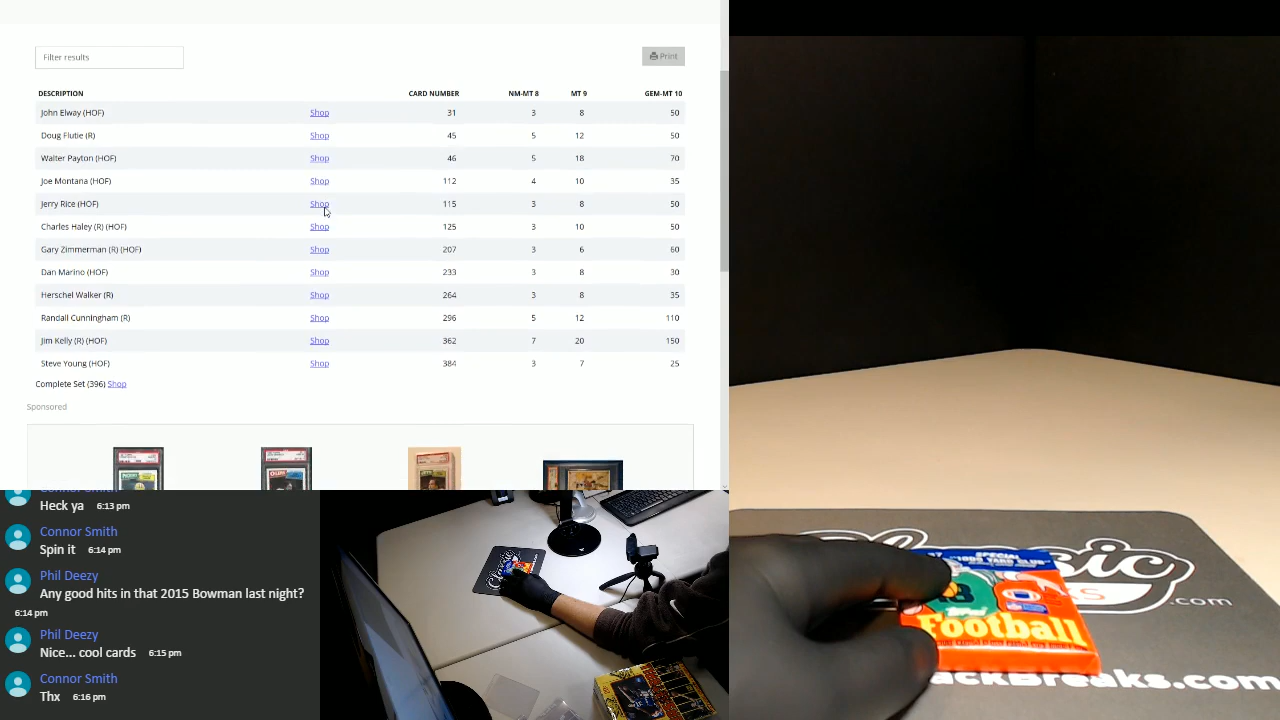 Filter results
Print
DESCRIPTION CARD NUMBER NM-MT 8 MT 9 GEM-MT 10
John Elway (HOF) Shop 31 3 8 50
Doug Flutie (R) Shop 45 5 12 50
Walter Payton (HOF) Shop 46 5 18 70
Joe Montana (HOF) Shop 112 4 10 35
Jerry Rice (HOF) Shop 115 3 8 50
Charles Haley (R) (HOF) Shop 125 3 10 50
Gary Zimmerman (R) (HOF) Shop 207 3 6 60
Dan Marino (HOF) Shop 233 3 8 30
Herschel Walker (R) Shop 264 3 8 35
Randall Cunningham (R) Shop 296 5 12 110
Jim Kelly (R) (HOF) Shop 362 7 20 150
Steve Young (HOF) Shop 384 3 7 25
Complete Set (396) Shop
Sponsored
Connor Smith
Heck ya 6:13 pm
Connor Smith
Spin it 6:14 pm
Phil Deezy
Any good hits in that 2015 Bowman last night?
6:14 pm
Phil Deezy
Nice... cool cards 6:15 pm
Connor Smith
Thx 6:16 pm
SPECIAL
1000 YARD CLUB
Football
.com
ackBreaks.com